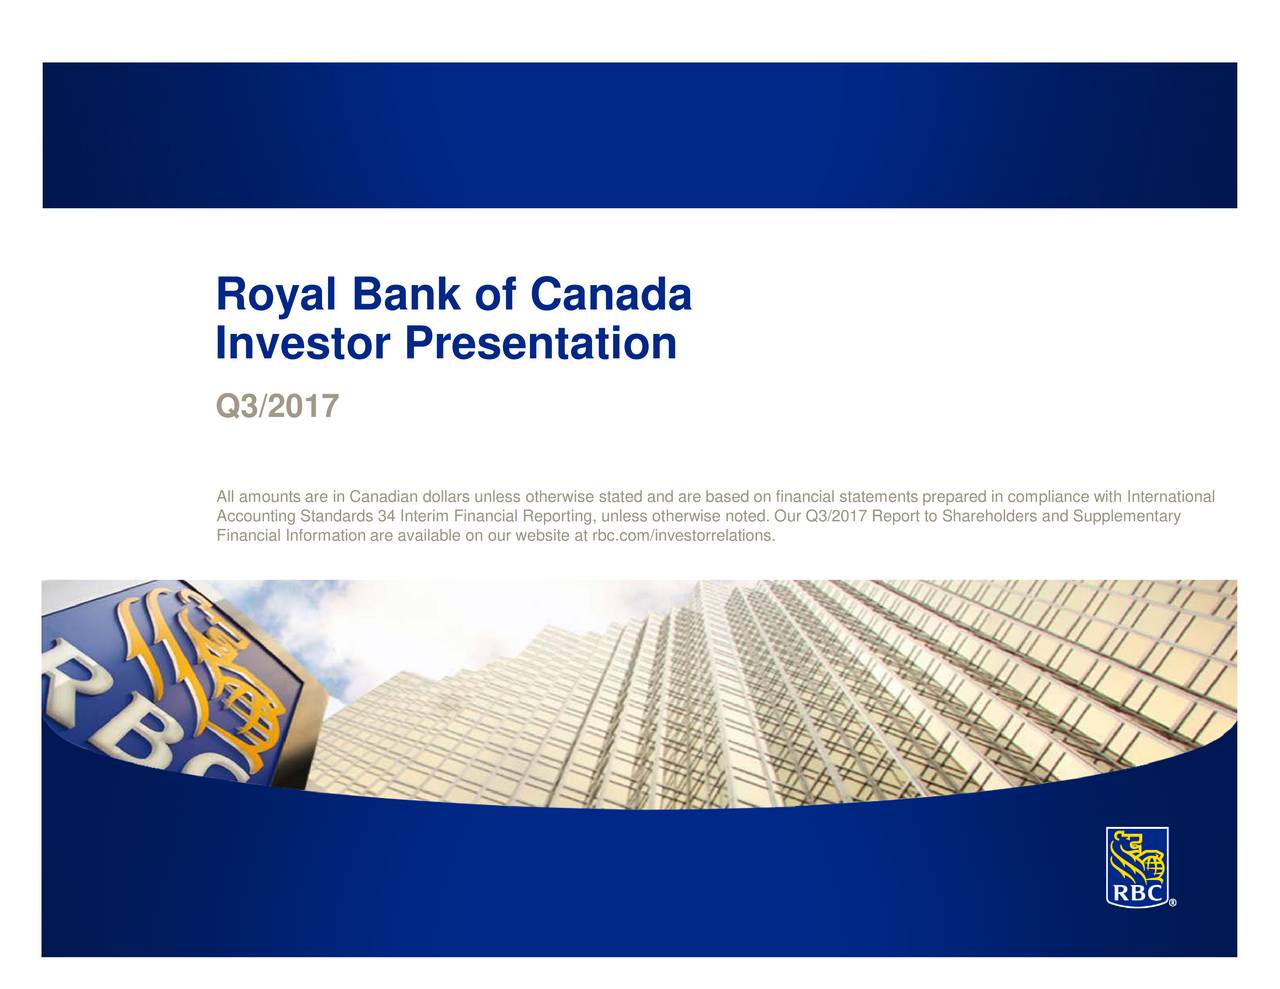 Royal Bank of Canada
Investor Presentation
Q3/2017
All amounts are in Canadian dollars unless otherwise stated and are based on financial statements prepared in compliance with International
Accounting Standards 34 Interim Financial Reporting, unless otherwise noted. Our Q3/2017 Report to Shareholders and Supplementary
Financial Information are available on our website at rbc.com/investorrelations.
RBC
RBC ®